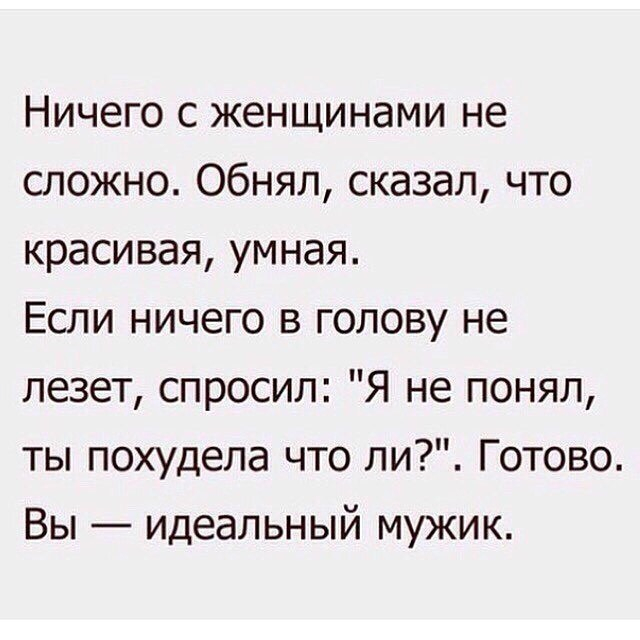 Ничего с женщинами не
сложно. Обнял, сказал, что
красивая, умная.
Если ничего в голову не
лезет, спросил: "Я не понял,
ты похудела что ли?". Готово.
Вы — идеальный мужик.